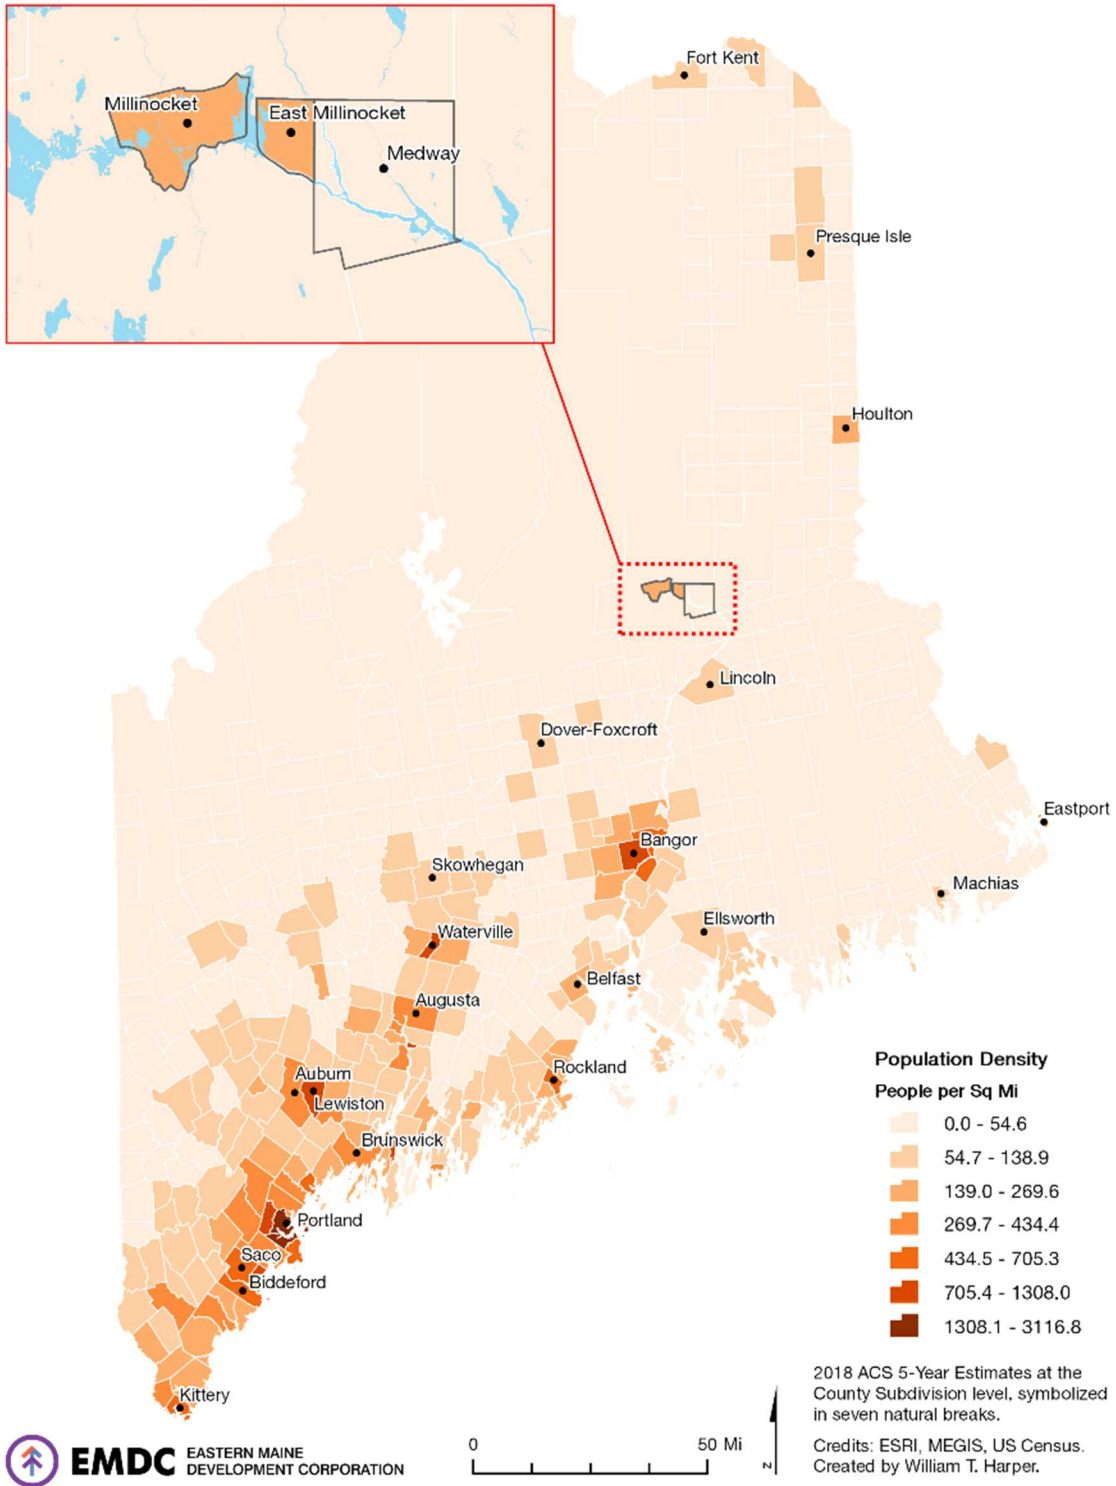 Millinocket
East Millinocket
Medway
Fort Kent
Presque Isle
Houlton
Lincoln
Dover-Foxcroft
Eastport
Bangor
Skowhegan
Machias
Ellsworth
Waterville
Belfast
Augusta
Rockland
Auburn
Lewiston
Brunswick
Portland
Saco
Biddeford
Kittery
Population Density
People per Sq Mi
0.0 - 54.6
54.7 - 138.9
139.0 - 269.6
269.7 - 434.4
434.5 - 705.3
705.4 - 1308.0
1308.1 - 3116.8
2018 ACS 5-Year Estimates at the
County Subdivision level, symbolized
in seven natural breaks.
Credits: ESRI, MEGIS, US Census.
Created by William T. Harper.
EMDC
EASTERN MAINE
DEVELOPMENT CORPORATION
0 50 Mi
N